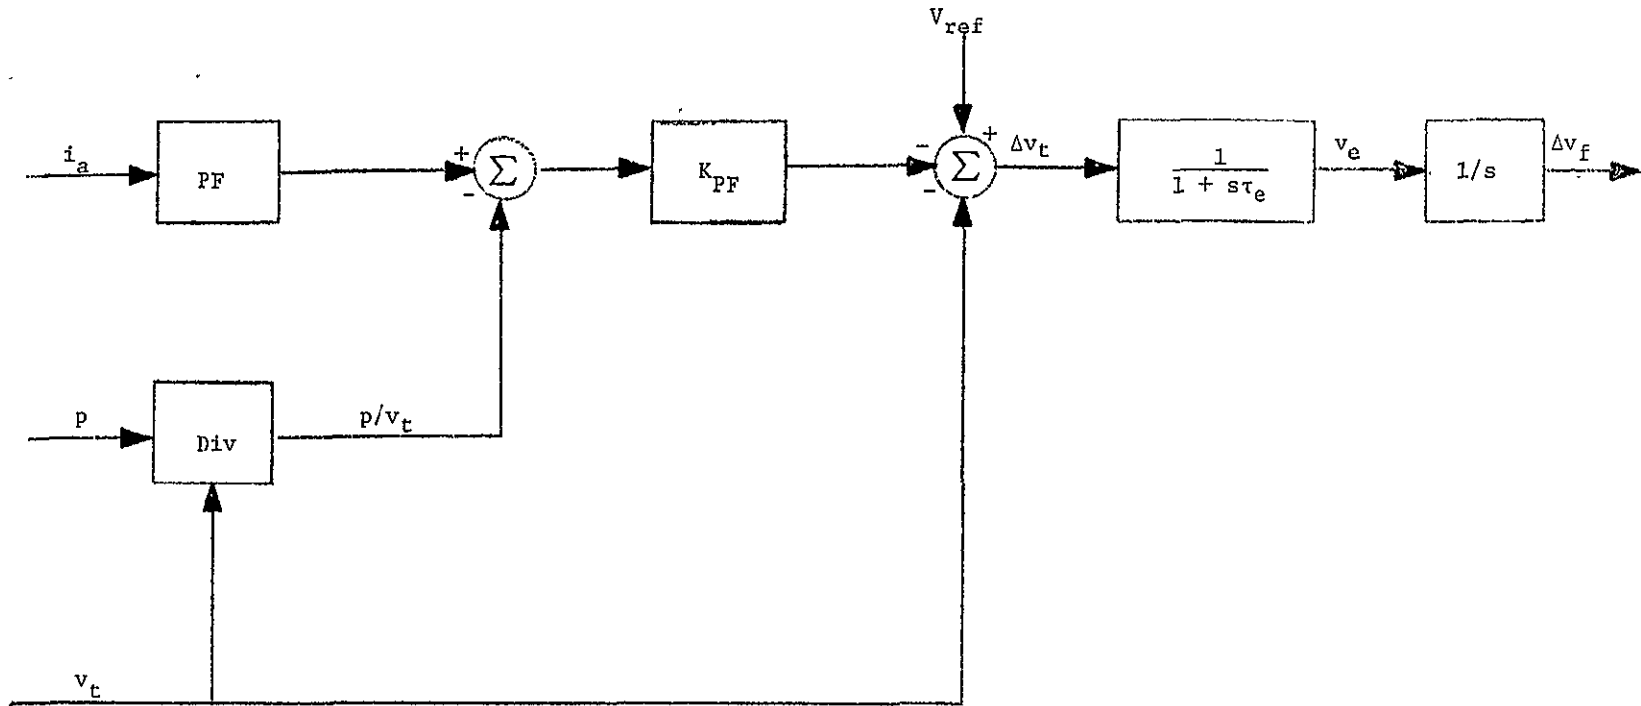 V_ref
i_a
PF
+
-
Σ
K_PF
-
+
-
Σ
Δv_t
1
1 + sτ_e
v_e
1/s
Δv_f
p
Div
p/v_t
v_t